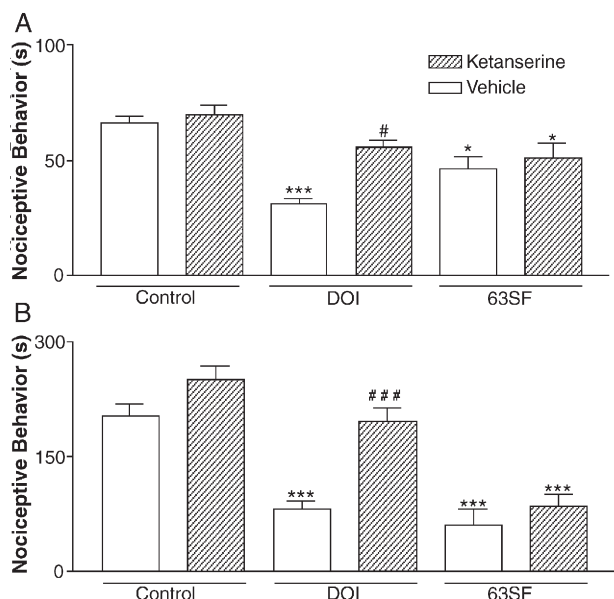 A
Nociceptive Behavior (s)
100
50
0
Ketanserine
Vehicle
***
#
*
*
Control
DOI
63SF
B
Nociceptive Behavior (s)
300
150
0
***
###
***
***
Control
DOI
63SF